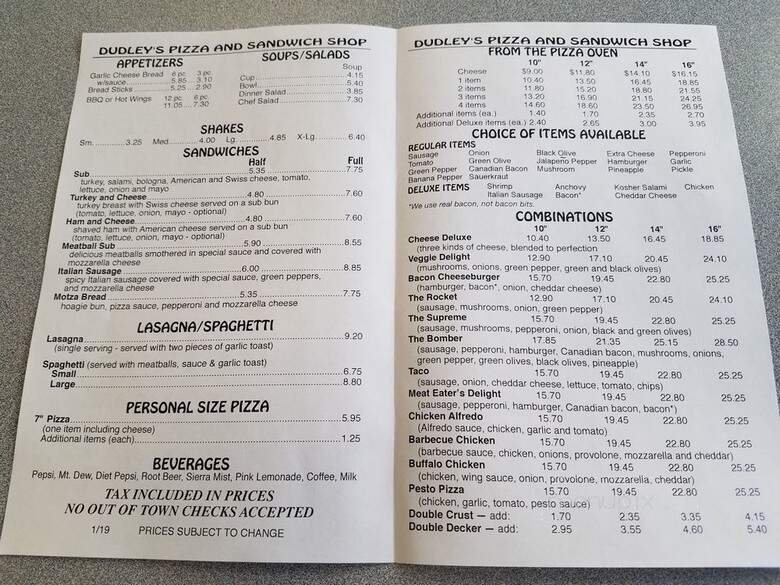 DUDLEY'S PIZZA AND SANDWICH SHOP
APPETIZERS
Garlic Cheese Bread 6 pc. 3 pc.
w/sauce 5.85 3.10
Bread Sticks 5.25 2.90
BBQ or Hot Wings 12 pc. 6 pc.
11.05 7.30
SOUPS/SALADS
Soup
Cup 4.15
Bowl 5.40
Dinner Salad 3.85
Chef Salad 7.30
SHAKES
Sm. 3.25 Med. 4.00 Lg. 4.85 X-Lg. 6.40
SANDWICHES
Half Full
Sub 5.35 7.75
turkey, salami, bologna, American and Swiss cheese, tomato,
lettuce, onion and mayo
Turkey and Cheese 4.80 7.60
turkey breast with Swiss cheese served on a sub bun
(tomato, lettuce, onion, mayo - optional)
Ham and Cheese 4.80 7.60
shaved ham with American cheese served on a sub bun
(tomato, lettuce, onion, mayo - optional)
Meatball Sub 5.90 8.55
delicious meatballs smothered in special sauce and covered with
mozzarella cheese
Italian Sausage 6.00 8.85
spicy Italian sausage covered with special sauce, green peppers,
and mozzarella cheese
Motza Bread 5.35 7.75
hoagie bun, pizza sauce, pepperoni and mozzarella cheese
LASAGNA/SPAGHETTI
Lasagna 9.20
(single serving - served with two pieces of garlic toast)
Spaghetti (served with meatballs, sauce & garlic toast)
Small 6.75
Large 8.80
PERSONAL SIZE PIZZA
7" Pizza 5.95
(one item including cheese)
Additional items (each) 1.25
BEVERAGES
Pepsi, Mt. Dew, Diet Pepsi, Root Beer, Sierra Mist, Pink Lemonade, Coffee, Milk
TAX INCLUDED IN PRICES
NO OUT OF TOWN CHECKS ACCEPTED
1/19 PRICES SUBJECT TO CHANGE
DUDLEY'S PIZZA AND SANDWICH SHOP
FROM THE PIZZA OVEN
10" 12" 14" 16"
Cheese $9.00 $11.80 $14.10 $16.15
1 item 10.40 13.50 16.45 18.85
2 items 11.80 15.20 18.80 21.55
3 items 13.20 16.90 21.15 24.25
4 items 14.60 18.60 23.50 26.95
Additional items (ea.) 1.40 1.70 2.35 2.70
Additional Deluxe items (ea.) 2.40 2.65 3.00 3.95
CHOICE OF ITEMS AVAILABLE
REGULAR ITEMS
Sausage Onion Black Olive Extra Cheese Pepperoni
Tomato Green Olive Jalapeño Pepper Hamburger Garlic
Green Pepper Canadian Bacon Mushroom Pineapple Pickle
Banana Pepper Sauerkraut
DELUXE ITEMS Shrimp Anchovy Kosher Salami Chicken
Italian Sausage Bacon* Cheddar Cheese
*We use real bacon, not bacon bits.
COMBINATIONS
10" 12" 14" 16"
Cheese Deluxe 10.40 13.50 16.45 18.85
(three kinds of cheese, blended to perfection
Veggie Delight 12.90 17.10 20.45 24.10
(mushrooms, onions, green pepper, green and black olives)
Bacon Cheeseburger 15.70 19.45 22.80 25.25
(hamburger, bacon*, onion, cheddar cheese)
The Rocket 12.90 17.10 20.45 24.10
(sausage, mushrooms, onion, green pepper)
The Supreme 15.70 19.45 22.80 25.25
(sausage, mushrooms, pepperoni, onion, black and green olives)
The Bomber 17.85 21.35 25.15 28.50
(sausage, pepperoni, hamburger, Canadian bacon, mushrooms, onions,
green pepper, green olives, black olives, pineapple)
Taco 15.70 19.45 22.80 25.25
(sausage, onion, cheddar cheese, lettuce, tomato, chips)
Meat Eater's Delight 15.70 19.45 22.80 25.25
(sausage, pepperoni, hamburger, Canadian bacon, bacon*)
Chicken Alfredo 15.70 19.45 22.80 25.25
(Alfredo sauce, chicken, garlic and tomato)
Barbecue Chicken 15.70 19.45 22.80 25.25
(barbecue sauce, chicken, onions, provolone, mozzarella and cheddar)
Buffalo Chicken 15.70 19.45 22.80 25.25
(chicken, wing sauce, onion, provolone, mozzarella, cheddar)
Pesto Pizza 15.70 19.45 22.80 25.25
(chicken, garlic, tomato, pesto sauce)
Double Crust — add: 1.70 2.35 3.35 4.15
Double Decker — add: 2.95 3.55 4.60 5.40